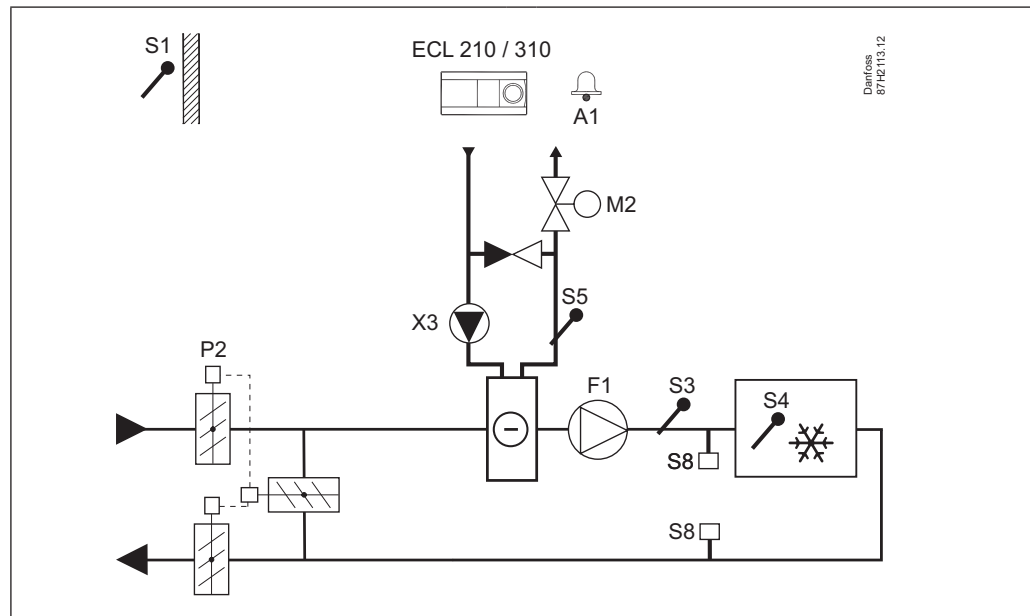 S1
ECL 210 / 310
A1
Danfoss
87H2113.12
M2
S5
X3
P2
F1
S3
S4
S8
S8